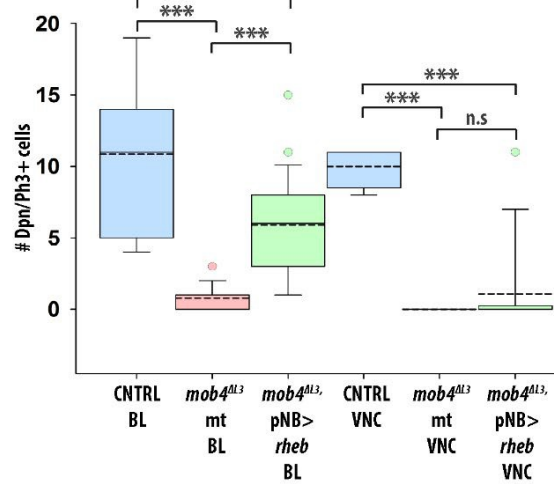 20
***
***
***
***
n.s
15
10
5
0
# Dpn/Ph3+ cells
CNTRL
BL
mob4ΔL3
mt
BL
mob4ΔL3,
pNB>
rheb
BL
CNTRL
VNC
mob4ΔL3
mt
VNC
mob4ΔL3,
pNB>
rheb
VNC